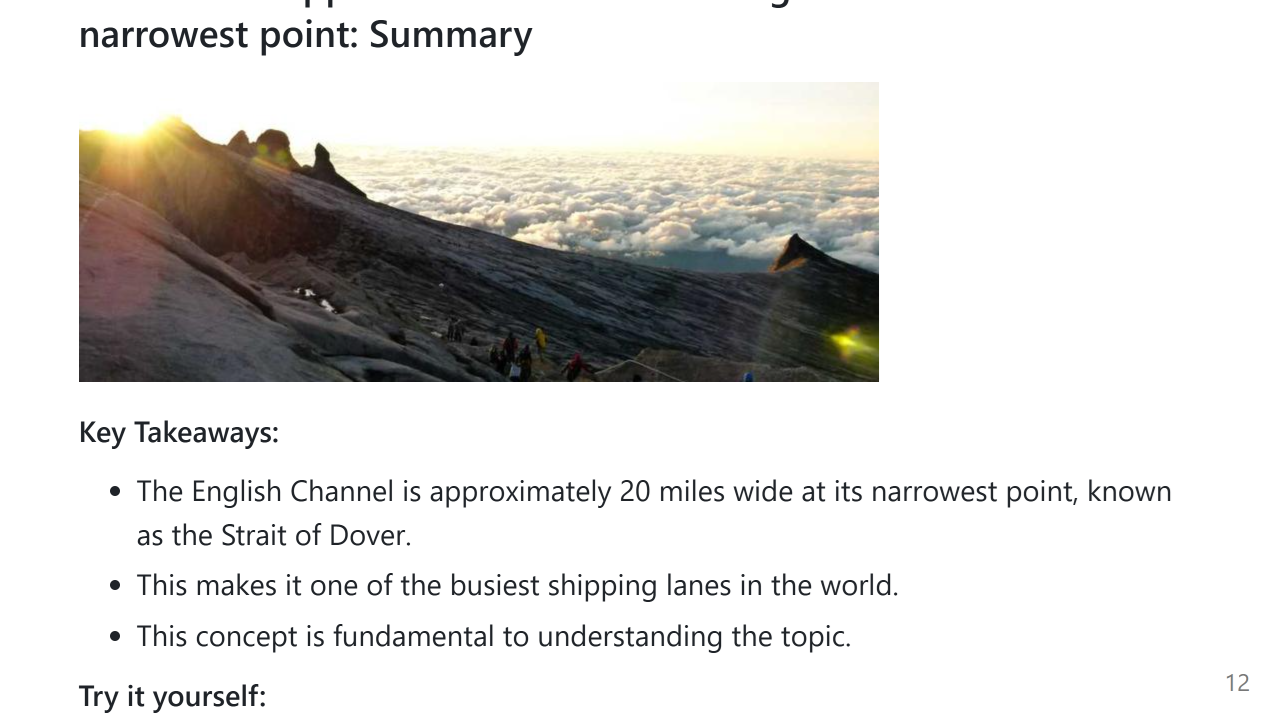 narrowest point: Summary
Key Takeaways:
• The English Channel is approximately 20 miles wide at its narrowest point, known
as the Strait of Dover.
• This makes it one of the busiest shipping lanes in the world.
• This concept is fundamental to understanding the topic.
Try it yourself:
12